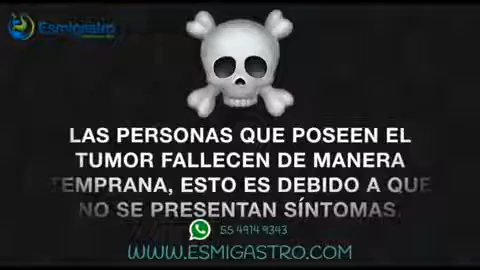 Esmigastro
LAS PERSONAS QUE POSEEN EL
TUMOR FALLECEN DE MANERA
TEMPRANA, ESTO ES DEBIDO A QUE
NO SE PRESENTAN SÍNTOMAS.
55 4914 9343
WWW.ESMIGASTRO.COM